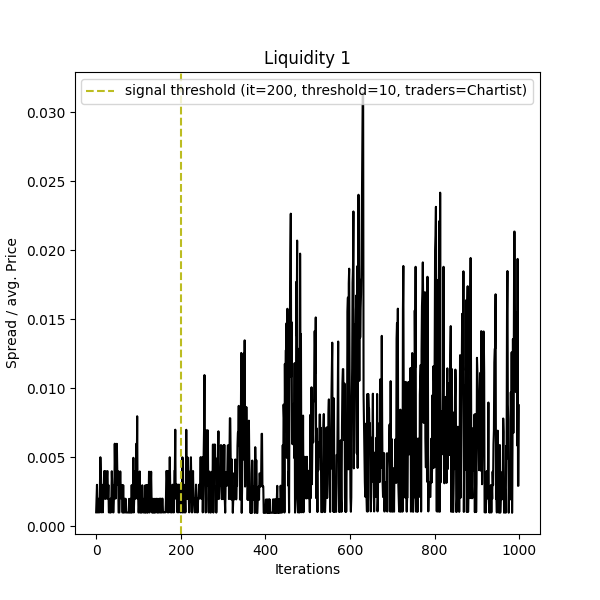 Liquidity 1
signal threshold (it=200, threshold=10, traders=Chartist)
0.030
0.025
0.020
0.015
0.010
0.005
0.000
Spread / avg. Price
0 200 400 600 800 1000
Iterations